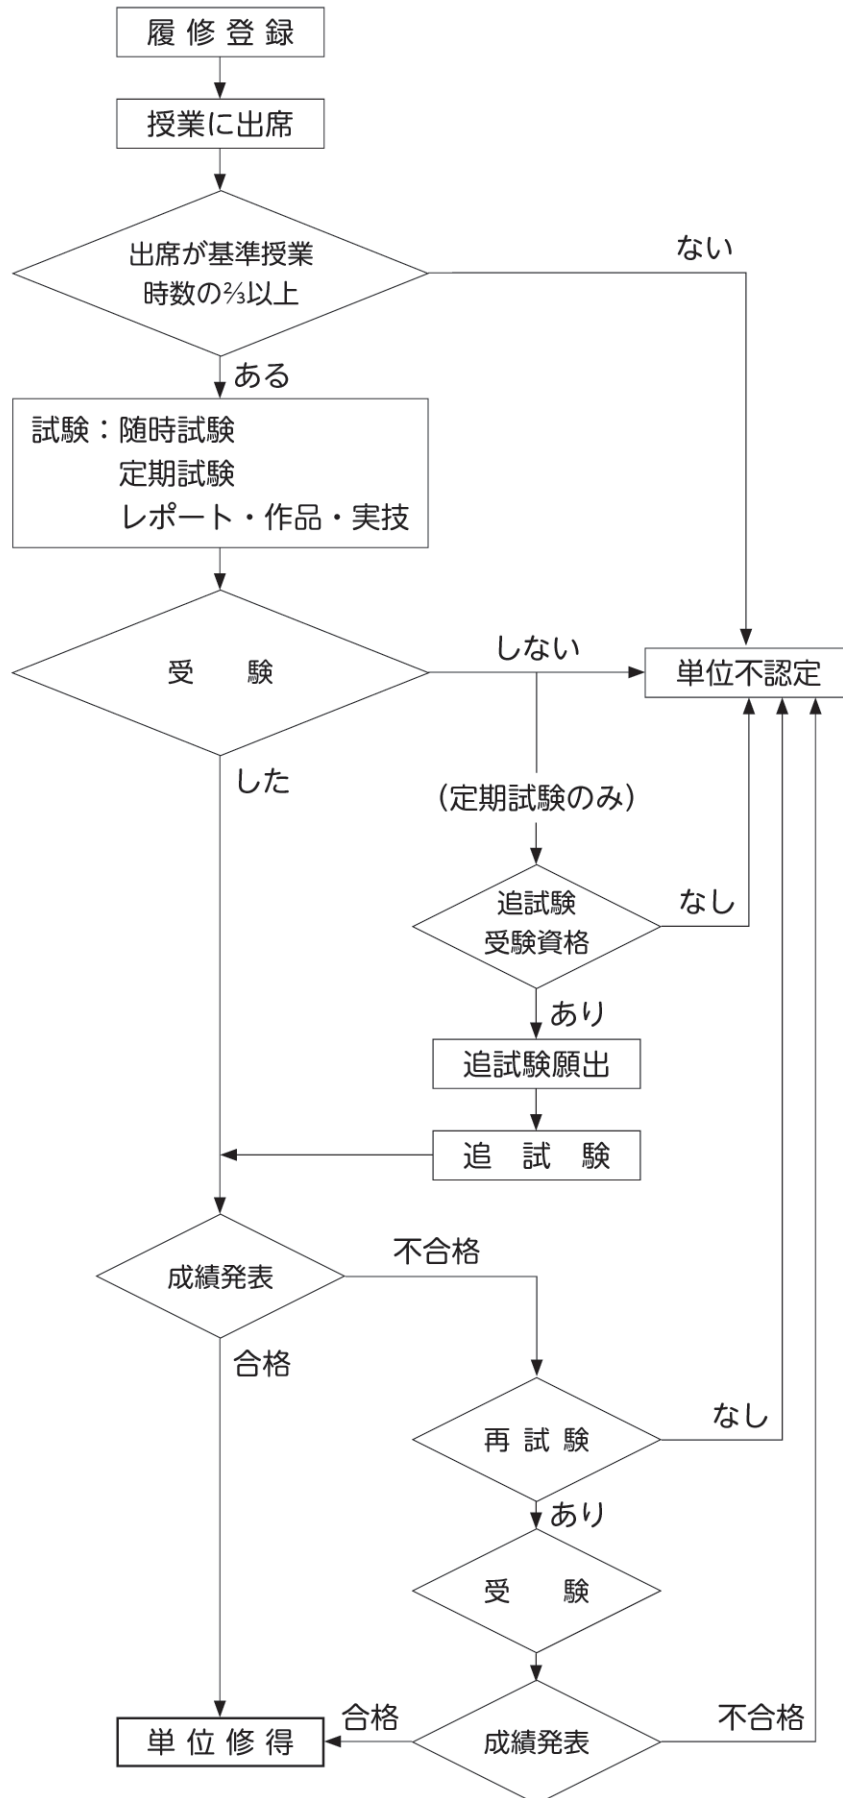 履修登録
授業に出席
出席が基準授業
時数の⅔以上
ない
ある
試験：随時試験
定期試験
レポート・作品・実技
受　験
しない
単位不認定
した
（定期試験のみ）
追試験
受験資格
なし
あり
追試験願出
追試験
成績発表
不合格
合格
再試験
なし
あり
受　験
成績発表
合格
不合格
単位修得